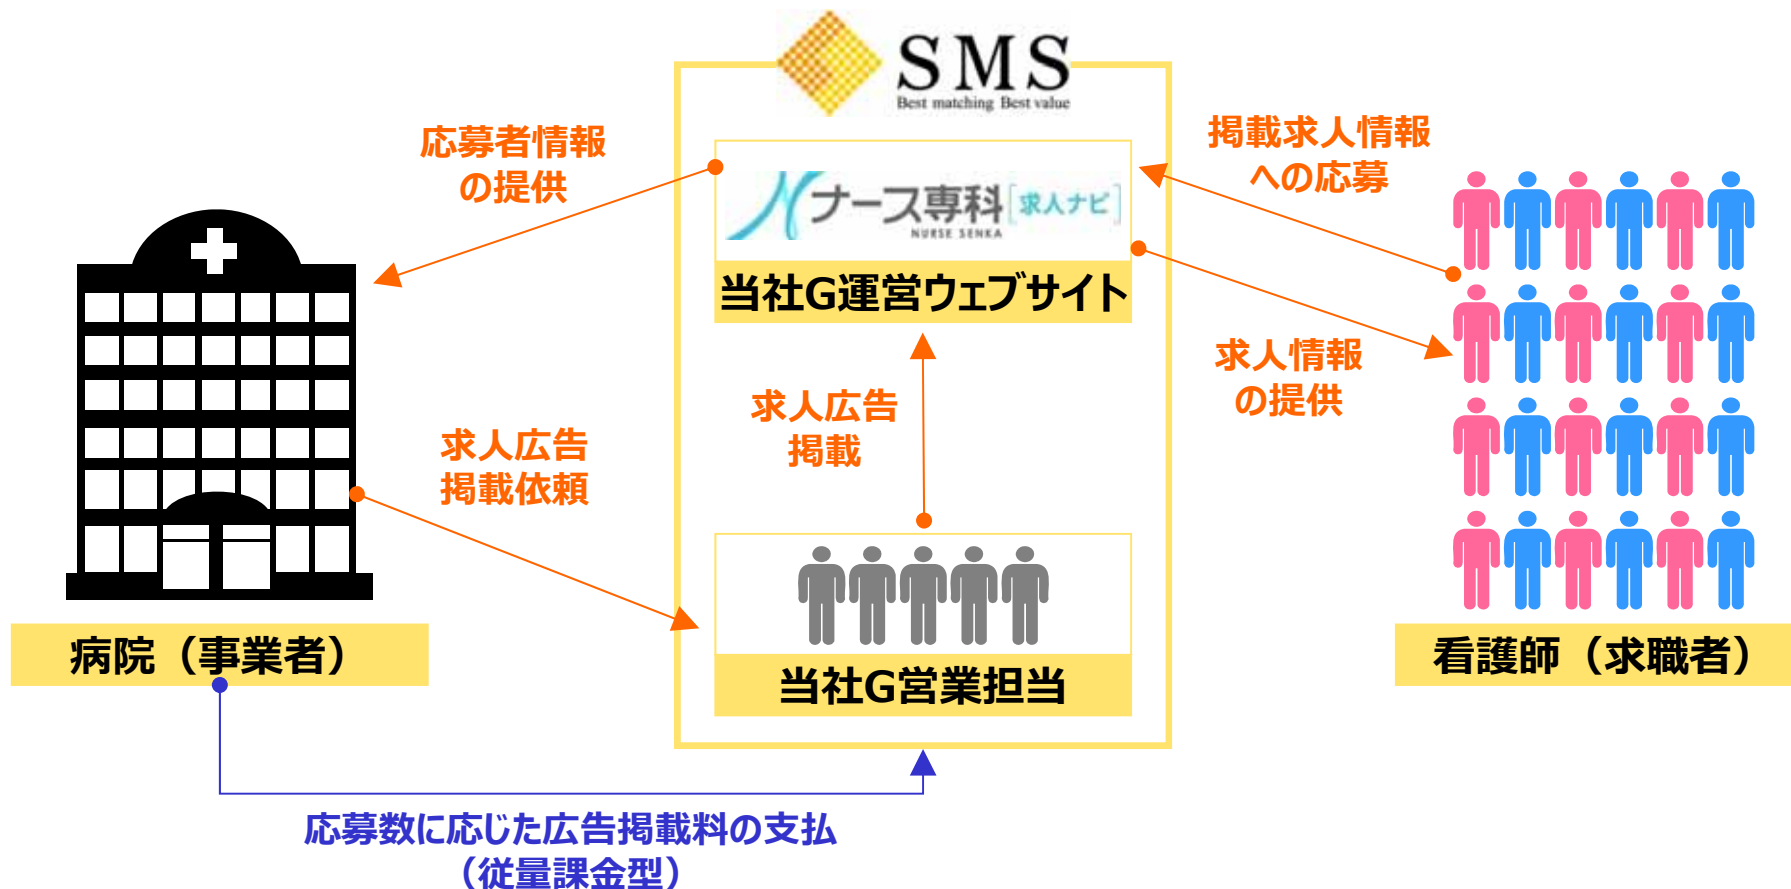 SMS
Best matching Best value
応募者情報
の提供
掲載求人情報
への応募
ナース専科[求人ナビ]
NURSE SENKA
当社G運営ウェブサイト
求人情報
の提供
求人広告
掲載
求人広告
掲載依頼
病院（事業者）
当社G営業担当
看護師（求職者）
応募数に応じた広告掲載料の支払
（従量課金型）